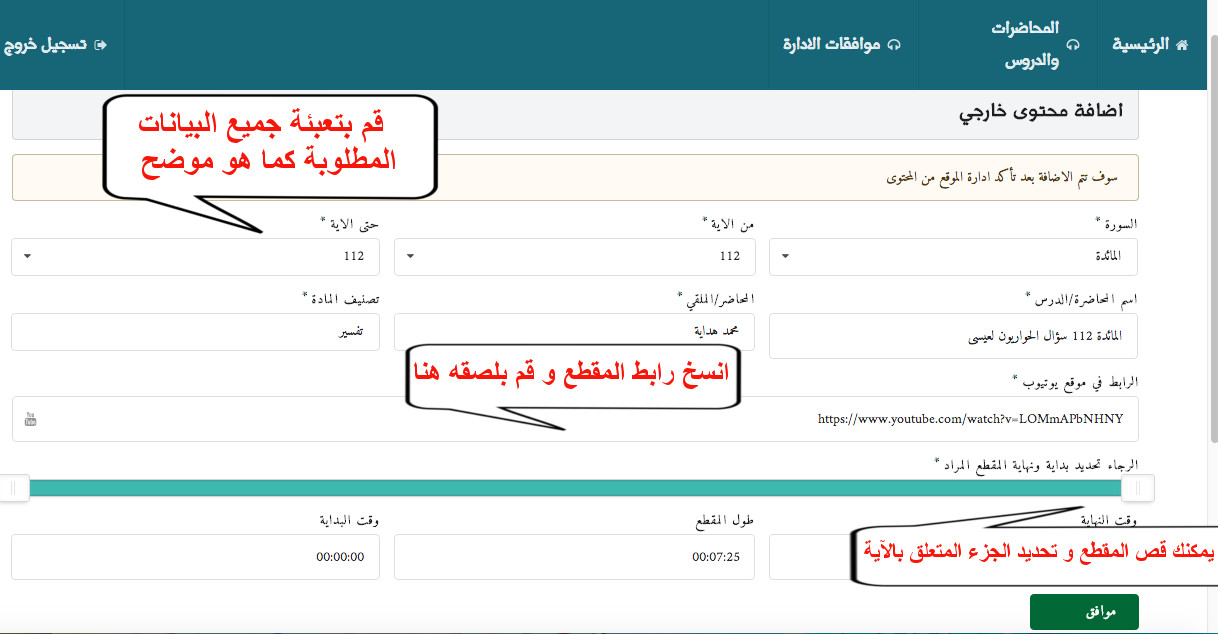 الرئيسية
المحاضرات والدروس
موافقات الادارة
تسجيل خروج
اضافة محتوى خارجي
قم بتعبئة جميع البيانات
المطلوبة كما هو موضح
سوف تتم الاضافة بعد تأكد ادارة الموقع من المحتوى
السورة * من الاية * حتى الاية *
المائدة 112 112
اسم المحاضرة/الدرس * المحاضر/الملقي * تصنيف المادة *
المائدة 112 سؤال الحواريون لعيسى محمد هداية تفسير
انسخ رابط المقطع و قم بلصقه هنا
الرابط في موقع يوتيوب *
https://www.youtube.com/watch?v=LOMmAPbNHNY
You Tube
الرجاء تحديد بداية ونهاية المقطع المراد *
وقت النهاية طول المقطع وقت البداية
يمكنك قص المقطع و تحديد الجزء المتعلق بالآية
00:07:25 00:00:00
موافق